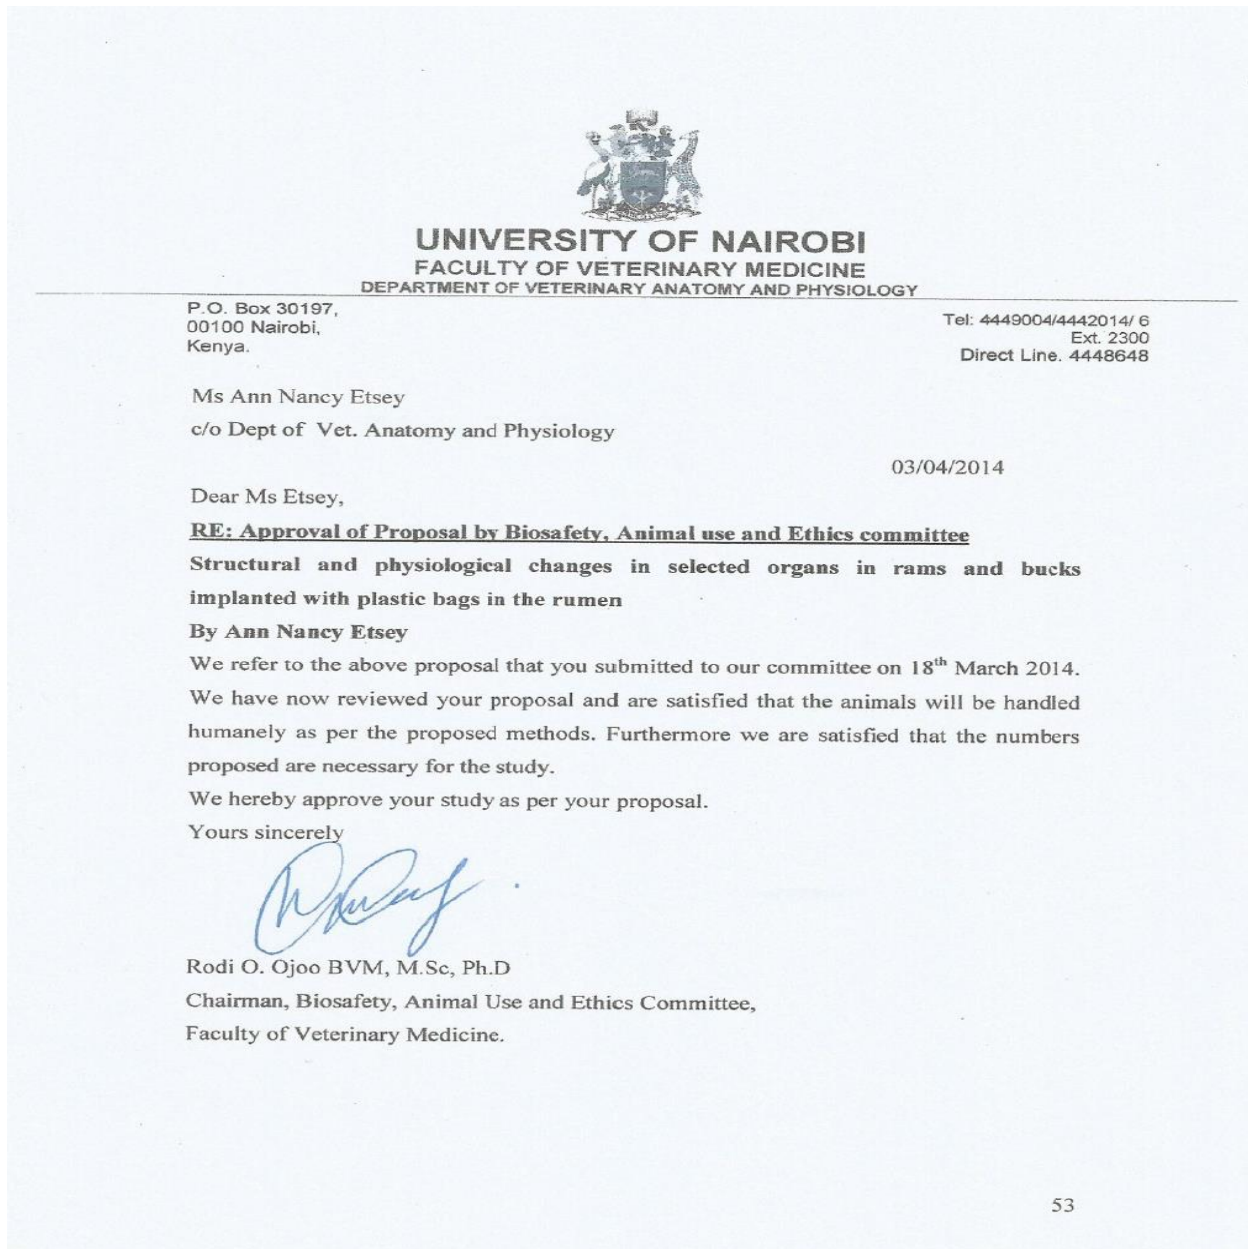 UNIVERSITY OF NAIROBI
FACULTY OF VETERINARY MEDICINE
DEPARTMENT OF VETERINARY ANATOMY AND PHYSIOLOGY
P.O. Box 30197,
00100 Nairobi,
Kenya.
Tel: 4449004/4442014/ 6
Ext. 2300
Direct Line. 4448648
Ms Ann Nancy Etsey
c/o Dept of Vet. Anatomy and Physiology
03/04/2014
Dear Ms Etsey,
RE: Approval of Proposal by Biosafety, Animal use and Ethics committee
Structural and physiological changes in selected organs in rams and bucks
implanted with plastic bags in the rumen
By Ann Nancy Etsey
We refer to the above proposal that you submitted to our committee on 18th March 2014.
We have now reviewed your proposal and are satisfied that the animals will be handled
humanely as per the proposed methods. Furthermore we are satisfied that the numbers
proposed are necessary for the study.
We hereby approve your study as per your proposal.
Yours sincerely
Rodi O. Ojoo BVM, M.Sc, Ph.D
Chairman, Biosafety, Animal Use and Ethics Committee,
Faculty of Veterinary Medicine.
53